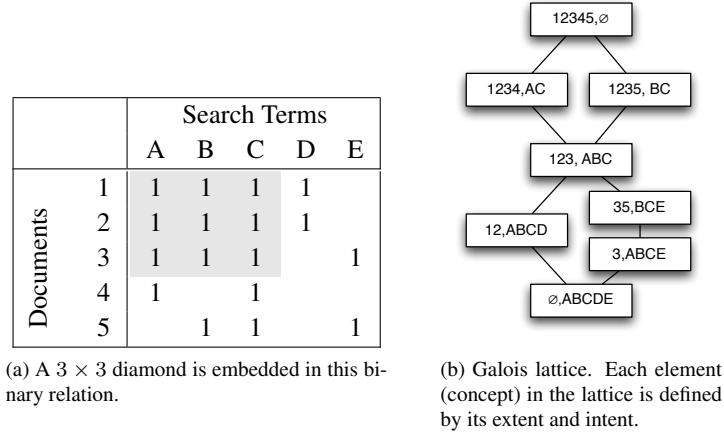 Search Terms
A B C D E
Documents
1 1 1 1 1
2 1 1 1 1
3 1 1 1 1
4 1 1
5 1 1 1
(a) A 3 × 3 diamond is embedded in this bi-
nary relation.
12345,∅
1234,AC
1235, BC
123, ABC
35,BCE
12,ABCD
3,ABCE
∅,ABCDE
(b) Galois lattice. Each element
(concept) in the lattice is defined
by its extent and intent.